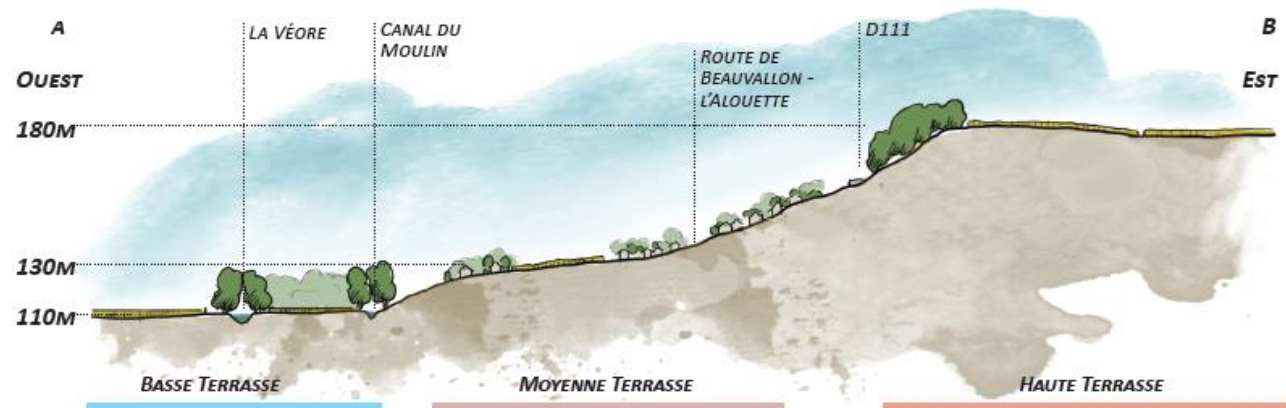 A
OUEST
180M
130M
110M
LA VÉORE
CANAL DU
MOULIN
ROUTE DE
BEAUVALLON -
L'ALOUETTE
D111
B
EST
BASSE TERRASSE
MOYENNE TERRASSE
HAUTE TERRASSE